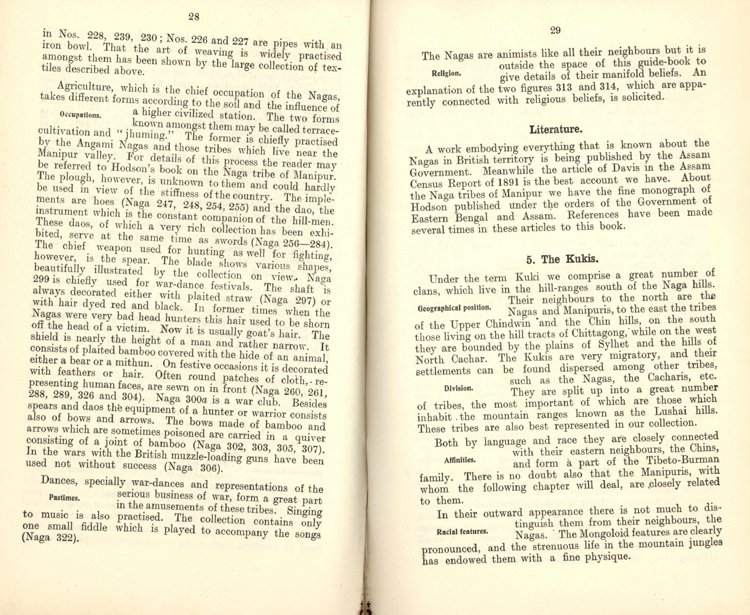 28
in Nos. 228, 239, 230; Nos. 226 and 227 are pipes with an
iron bowl. That the art of weaving is widely practised
amongst them has been shown by the large collection of tex-
tiles described above.
Agriculture, which is the chief occupation of the Nagas,
takes different forms according to the soil and the influence of
Occupations.
a higher civilized station. The two forms
known amongst them may be called terrace-
cultivation and "jhuming." The former is chiefly practised
by the Angami Nagas and those tribes which live near the
Manipur valley. For details of this process the reader may
be referred to Hodson's book on the Naga tribe of Manipur.
The plough, however, is unknown to them and could hardly
be used in view of the stiffness of the country. The imple-
ments are hoes (Naga 247, 248, 254, 255) and the dao, the
instrument which is the constant companion of the hill-men.
These daos, of which a very rich collection has been exhi-
bited, serve at the same time as swords (Naga 256—284).
The chief weapon used for hunting as well for fighting,
however, is the spear. The blade shows various shapes,
beautifully illustrated by the collection on view. Naga
299 is chiefly used for war-dance festivals. The shaft is
always decorated either with plaited straw (Naga 297) or
with hair dyed red and black. In former times when the
Nagas were very bad head hunters this hair used to be shorn
off the head of a victim. Now it is usually goat's hair. The
shield is nearly the height of a man and rather narrow. It
consists of plaited bamboo covered with the hide of an animal,
either a bear or a mithun. On festive occasions it is decorated
with feathers or hair. Often round patches of cloth, re-
presenting human faces, are sewn on in front (Naga 260, 261,
288, 289, 326 and 304). Naga 300a is a war club. Besides
spears and daos the equipment of a hunter or warrior consists
also of bows and arrows. The bows made of bamboo and
arrows which are sometimes poisoned are carried in a quiver
consisting of a joint of bamboo (Naga 302, 303, 305, 307).
In the wars with the British muzzle-loading guns have been
used not without success (Naga 306).
Dances, specially war-dances and representations of the
Pastimes.
serious business of war, form a great part
in the amusements of these tribes. Singing
to music is also practised. The collection contains only
one small fiddle which is played to accompany the songs
(Naga 322).
29
The Nagas are animists like all their neighbours but it is
Religion.
outside the space of this guide-book to
give details of their manifold beliefs. An
explanation of the two figures 313 and 314, which are appa-
rently connected with religious beliefs, is solicited.
Literature.
A work embodying everything that is known about the
Nagas in British territory is being published by the Assam
Government. Meanwhile the article of Davis in the Assam
Census Report of 1891 is the best account we have. About
the Naga tribes of Manipur we have the fine monograph of
Hodson published under the orders of the Government of
Eastern Bengal and Assam. References have been made
several times in these articles to this book.
5. The Kukis.
Under the term Kuki we comprise a great number of
clans, which live in the hill-ranges south of the Naga hills.
Geographical position.
Their neighbours to the north are the
Nagas and Manipuris, to the east the tribes
of the Upper Chindwin and the Chin hills, on the south
those living on the hill tracts of Chittagong, while on the west
they are bounded by the plains of Sylhet and the hills of
North Cachar. The Kukis are very migratory, and their
settlements can be found dispersed among other tribes,
Division.
such as the Nagas, the Cacharis, etc.
They are split up into a great number
of tribes, the most important of which are those which
inhabit the mountain ranges known as the Lushai hills.
These tribes are also best represented in our collection.
Both by language and race they are closely connected
Affinities.
with their eastern neighbours, the Chins,
and form a part of the Tibeto-Burman
family. There is no doubt also that the Manipuris, with
whom the following chapter will deal, are closely related
to them.
In their outward appearance there is not much to dis-
Racial features.
tinguish them from their neighbours, the
Nagas. The Mongoloid features are clearly
pronounced, and the strenuous life in the mountain jungles
has endowed them with a fine physique.